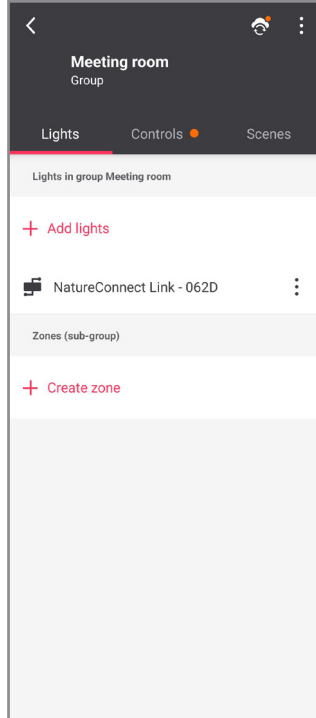 Meeting room
Group
Lights
Controls
Scenes
Lights in group Meeting room
+ Add lights
NatureConnect Link - 062D
Zones (sub-group)
+ Create zone